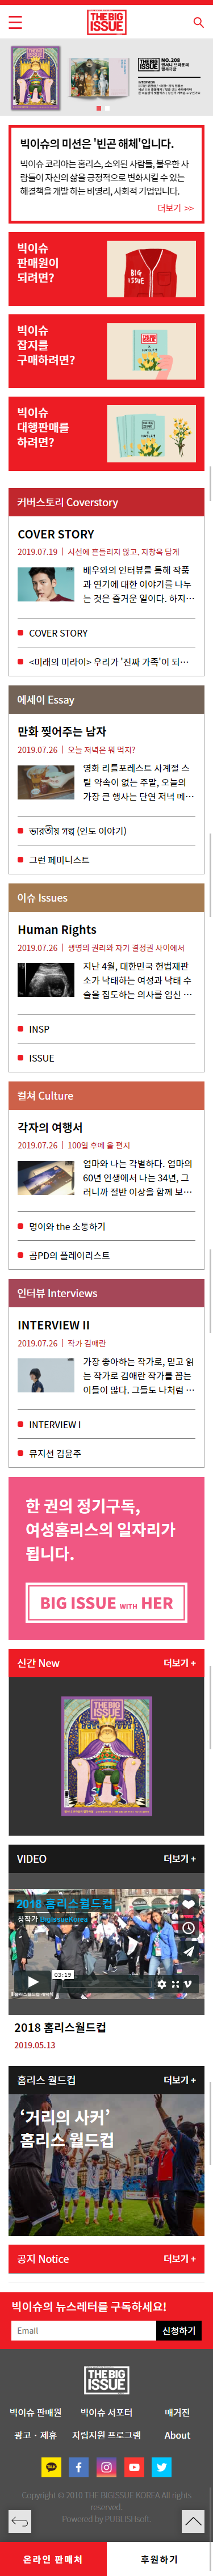 THE BIG
ISSUE
THE BIG
ISSUE
NO.208
빅이슈의 미션은 '빈곤 해체'입니다.
빅이슈 코리아는 홈리스, 소외된 사람들, 불우한 사
람들이 자신의 삶을 긍정적으로 변화시킬 수 있는
해결책을 개발 하는 비영리, 사회적 기업입니다.
더보기 >>
빅이슈
판매원이
되려면?
BIG
ISSUE
빅이슈
잡지를
구매하려면?
빅이슈
대행판매를
하려면?
커버스토리 Coverstory
COVER STORY
2019.07.19 | 시선에 흔들리지 않고, 지창욱 답게
배우와의 인터뷰를 통해 작품
과 연기에 대한 이야기를 나누
는 것은 즐거운 일이다. 하지…
COVER STORY
<미래의 미라이> 우리가 '진짜 가족'이 되…
에세이 Essay
만화 찢어주는 남자
2019.07.26 | 오늘 저녁은 뭐 먹지?
영화 리틀포레스트 사계절 스
틸 약속이 없는 주말, 오늘의
가장 큰 행사는 단연 저녁 메…
그런 페미니스트
이슈 Issues
Human Rights
2019.07.26 | 생명의 권리와 자기 결정권 사이에서
지난 4월, 대한민국 헌법재판
소가 낙태하는 여성과 낙태 수
술을 집도하는 의사를 임신 …
INSP
ISSUE
컬쳐 Culture
각자의 여행서
2019.07.26 | 100일 후에 올 편지
엄마와 나는 각별하다. 엄마의
60년 인생에서 나는 34년, 그
러니까 절반 이상을 함께 보…
명이와 the 소통하기
곰PD의 플레이리스트
인터뷰 Interviews
INTERVIEW II
2019.07.26 | 작가 김애란
가장 좋아하는 작가로, 믿고 읽
는 작가로 김애란 작가를 꼽는
이들이 많다. 그들도 나처럼 …
INTERVIEW I
뮤지션 김윤주
한 권의 정기구독,
여성홈리스의 일자리가
됩니다.
BIG ISSUE WITH HER
신간 New 더보기 +
THE BIG ISSUE
VIDEO 더보기 +
2018 홈리스월드컵
창작자 BigIssueKorea
03:19
2018 홈리스월드컵
2019.05.13
홈리스 월드컵 더보기 +
'거리의 사커'
홈리스 월드컵
공지 Notice 더보기 +
빅이슈의 뉴스레터를 구독하세요!
Email 신청하기
THE BIG
ISSUE
빅이슈 판매원 빅이슈 서포터 매거진
광고 · 제휴 자립지원 프로그램 About
Copyright © 2010 THE BIGISSUE KOREA All rights
reserved.
Powered by PUBLISHsoft.
온라인 판매처 후원하기